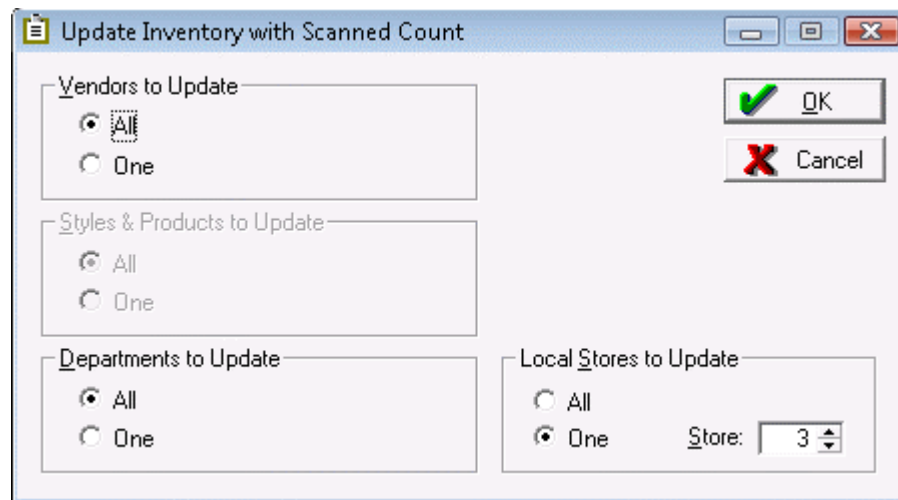 Update Inventory with Scanned Count
Vendors to Update
All
One
OK
Cancel
Styles & Products to Update
All
One
Departments to Update
All
One
Local Stores to Update
All
One Store: 3